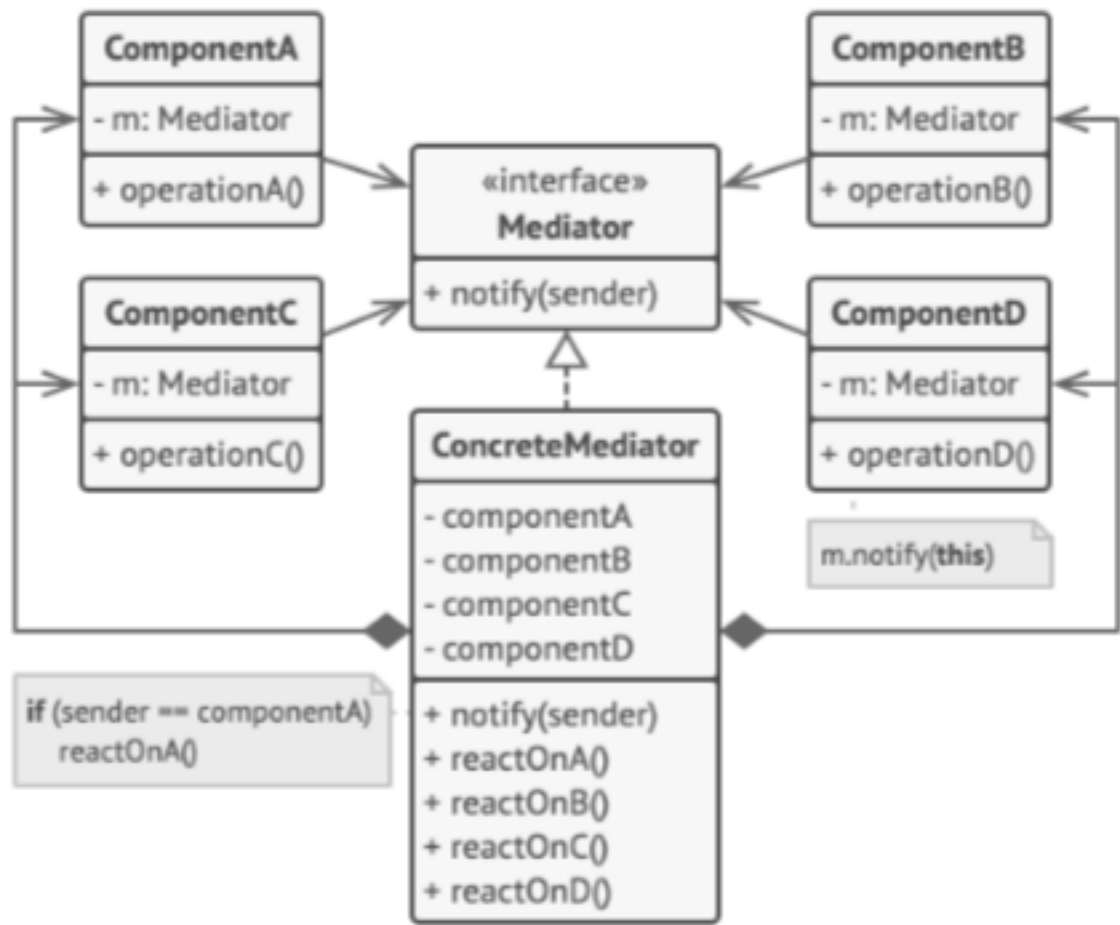 ComponentA
- m: Mediator
+ operationA()
ComponentB
- m: Mediator
+ operationB()
«interface»
Mediator
+ notify(sender)
ComponentC
- m: Mediator
+ operationC()
ComponentD
- m: Mediator
+ operationD()
m.notify(this)
ConcreteMediator
- componentA
- componentB
- componentC
- componentD
+ notify(sender)
+ reactOnA()
+ reactOnB()
+ reactOnC()
+ reactOnD()
if (sender == componentA)
reactOnA()